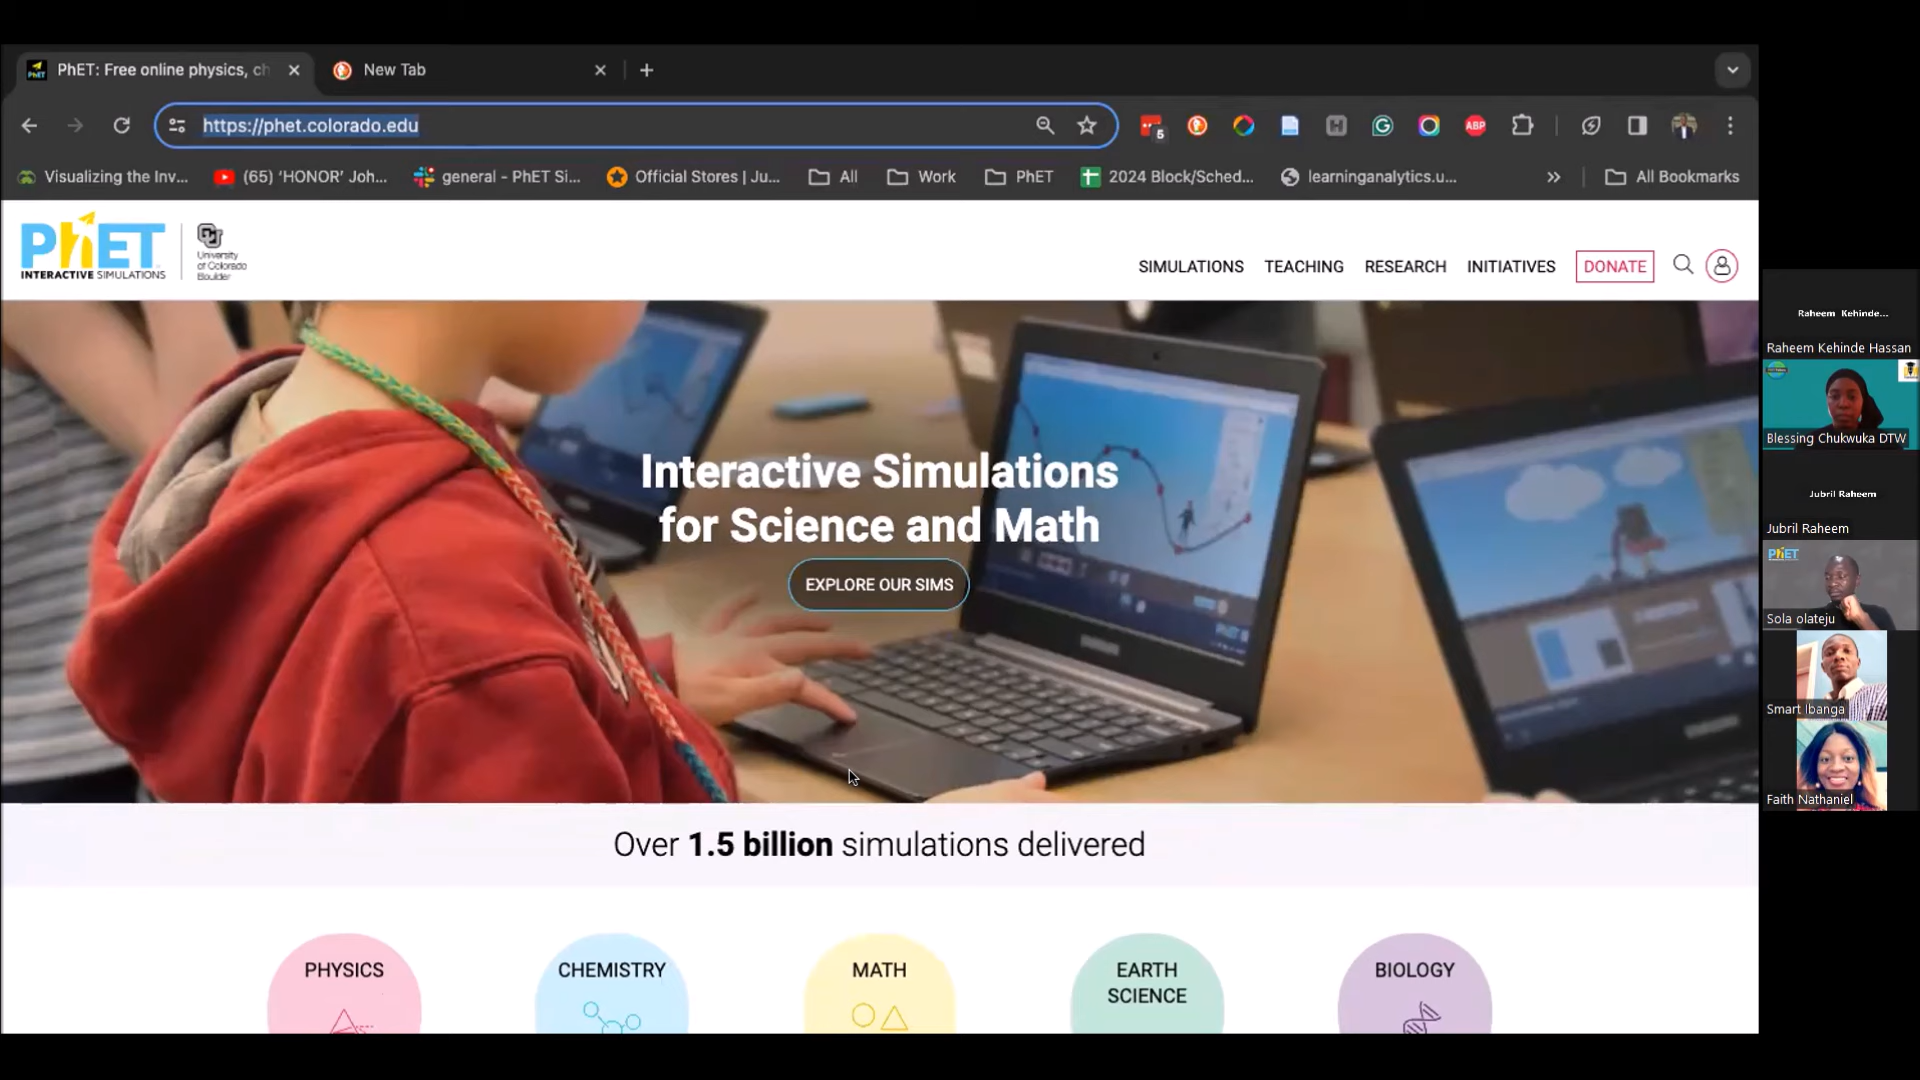 PhET: Free online physics, ch
New Tab
https://phet.colorado.edu
5
ABP
Visualizing the Inv...
(65) ‘HONOR’ Joh...
general - PhET Si...
Official Stores | Ju...
All
Work
PhET
2024 Block/Sched...
learninganalytics.u...
All Bookmarks
PhET
INTERACTIVE SIMULATIONS
University
of Colorado
Boulder
SIMULATIONS
TEACHING
RESEARCH
INITIATIVES
DONATE
Interactive Simulations
for Science and Math
EXPLORE OUR SIMS
Over 1.5 billion simulations delivered
PHYSICS
CHEMISTRY
MATH
EARTH
SCIENCE
BIOLOGY
Raheem Kehinde...
Raheem Kehinde Hassan
Blessing Chukwuka DTW
Jubril Raheem
Jubril Raheem
PhET
Sola olateju
Smart Ibanga
Faith Nathaniel